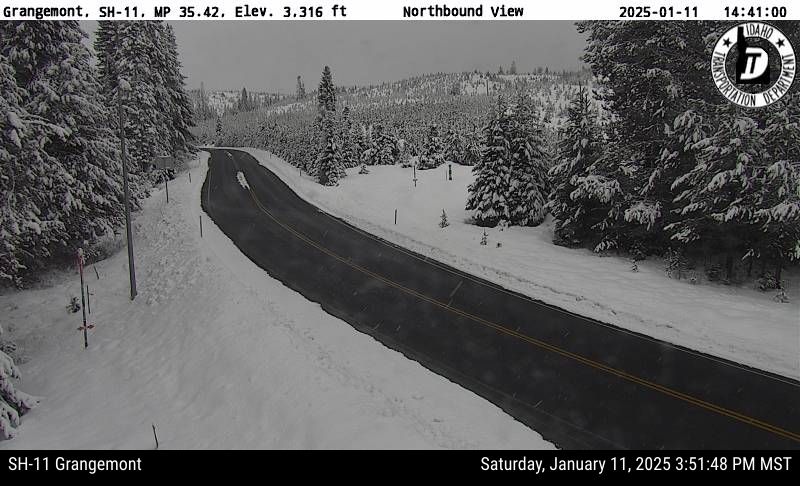 Grangemont, SH-11, MP 35.42, Elev. 3,316 ft Northbound View 2025-01-11 14:41:00
IDAHO
TRANSPORTATION DEPARTMENT
SH-11 Grangemont Saturday, January 11, 2025 3:51:48 PM MST